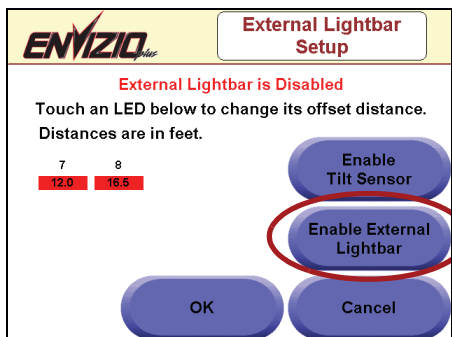 ENVIZIO plus
External Lightbar
Setup
External Lightbar is Disabled
Touch an LED below to change its offset distance.
Distances are in feet.
7 8
12.0 16.5
Enable
Tilt Sensor
Enable External
Lightbar
OK Cancel